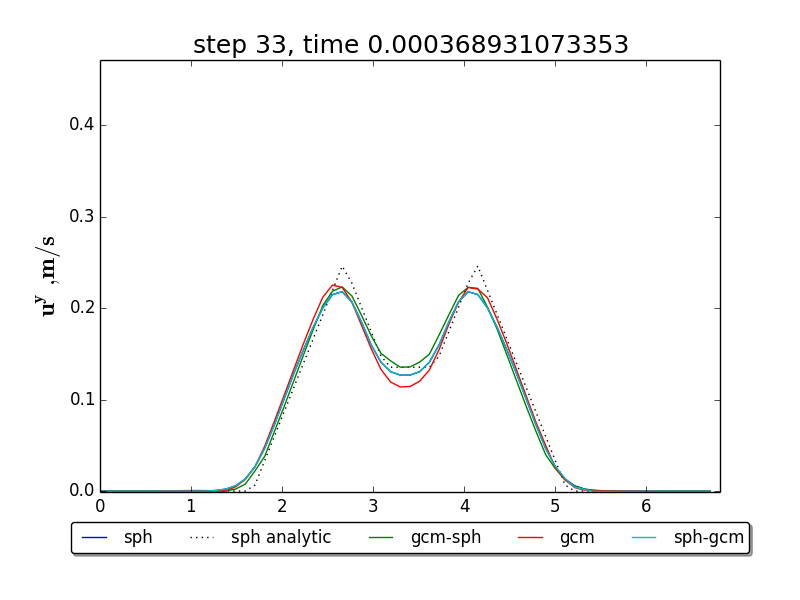 step 33, time 0.000368931073353
0.4
0.3
0.2
0.1
0.0
u^y ,m/s
0 1 2 3 4 5 6
sph sph analytic gcm-sph gcm sph-gcm